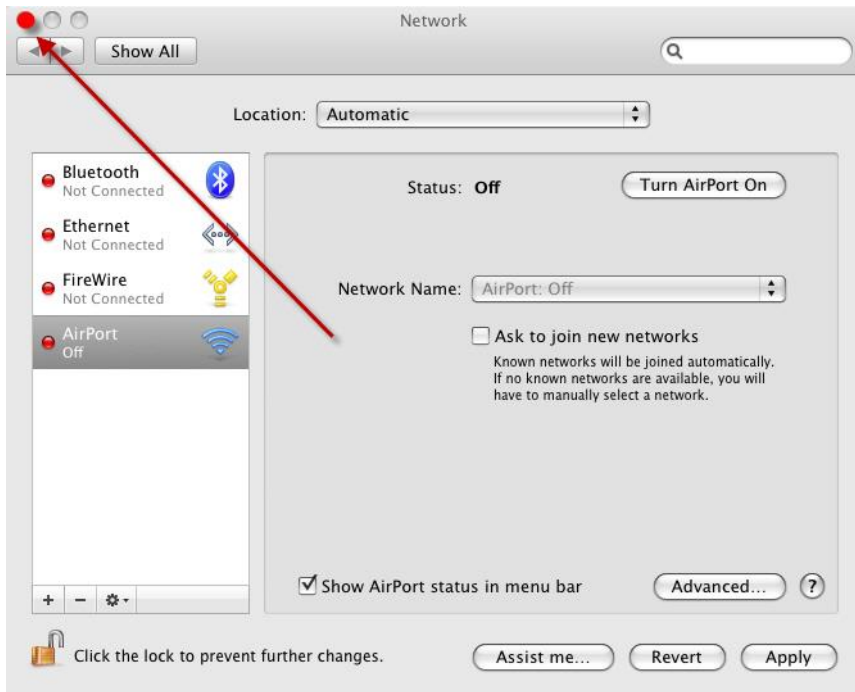 Network
Show All
Location: Automatic
Bluetooth
Not Connected
Ethernet
Not Connected
FireWire
Not Connected
AirPort
Off
Status: Off
Turn AirPort On
Network Name: AirPort: Off
Ask to join new networks
Known networks will be joined automatically.
If no known networks are available, you will
have to manually select a network.
Show AirPort status in menu bar
Advanced...
?
Click the lock to prevent further changes.
Assist me...
Revert
Apply